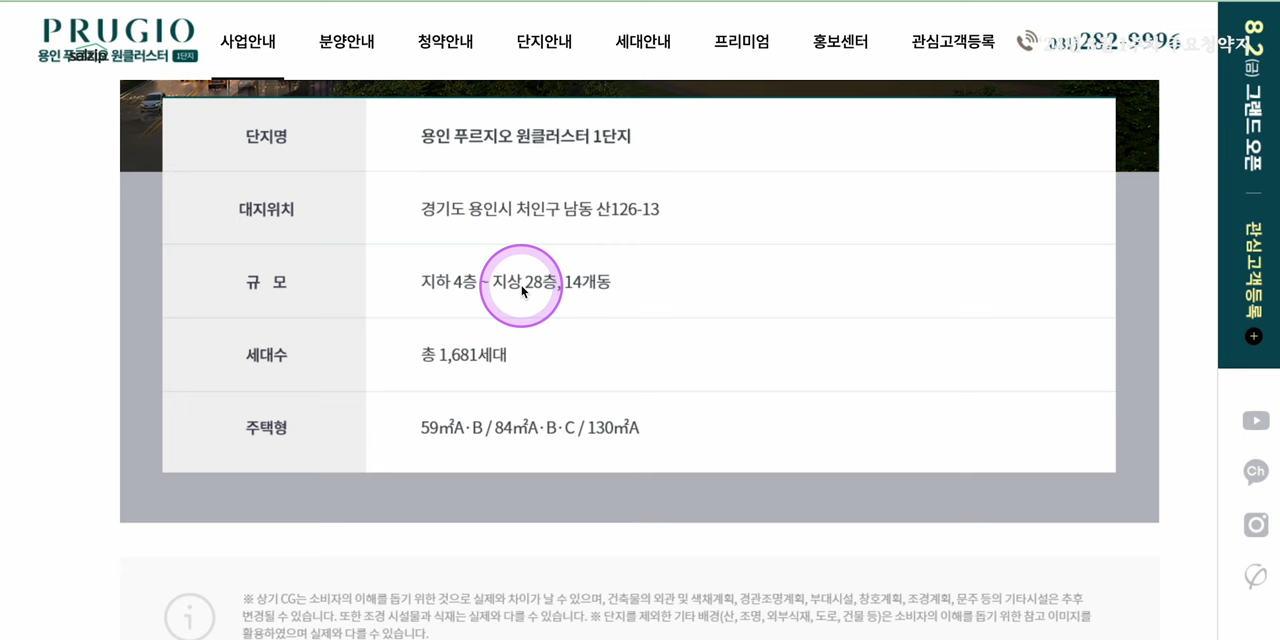 PRUGIO
용인 푸르지오 원클러스터 1단지
salzip
사업안내 분양안내 청약안내 단지안내 세대안내 프리미엄 홍보센터 관심고객등록
8.2(금) 그랜드 오픈
관심고객등록
단지명 용인 푸르지오 원클러스터 1단지
대지위치 경기도 용인시 처인구 남동 산126-13
규 모 지하 4층 ~ 지상 28층, 14개동
세대수 총 1,681세대
주택형 59㎡A·B / 84㎡A·B·C / 130㎡A
Ch
※ 상기 CG는 소비자의 이해를 돕기 위한 것으로 실제와 차이가 날 수 있으며, 건축물의 외관 및 색채계획, 경관조명계획, 부대시설, 창호계획, 조경계획, 문주 등의 기타시설은 추후
변경될 수 있습니다. 또한 조경 시설물과 식재는 실제와 다를 수 있습니다. ※ 단지를 제외한 기타 배경(산, 조명, 외부식재, 도로, 건물 등)은 소비자의 이해를 돕기 위한 참고 이미지를
활용하였으며 실제와 다를 수 있습니다.